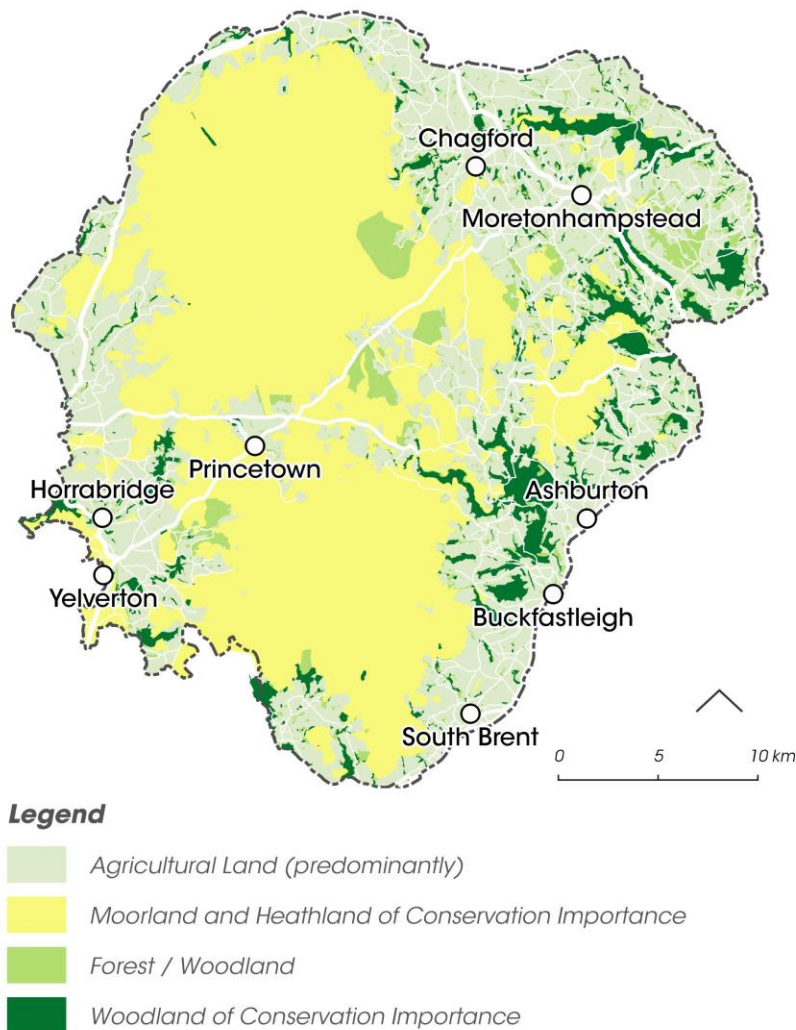 Chagford
Moretonhampstead
Princetown
Horrabridge
Ashburton
Yelverton
Buckfastleigh
South Brent
0 5 10 km
Legend
Agricultural Land (predominantly)
Moorland and Heathland of Conservation Importance
Forest / Woodland
Woodland of Conservation Importance